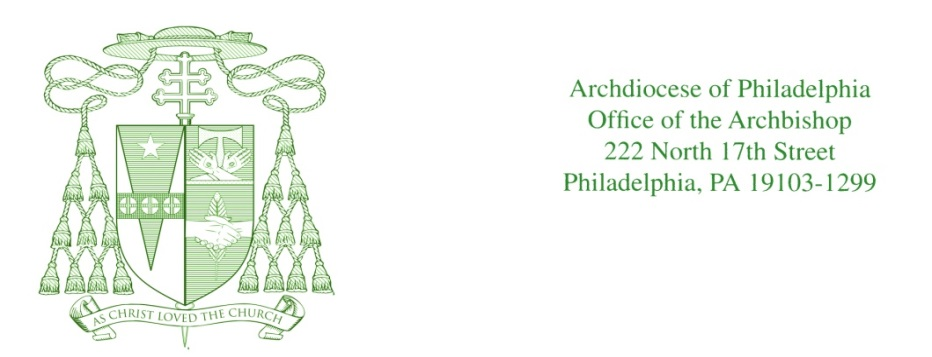 AS CHRIST LOVED THE CHURCH
Archdiocese of Philadelphia
Office of the Archbishop
222 North 17th Street
Philadelphia, PA 19103-1299